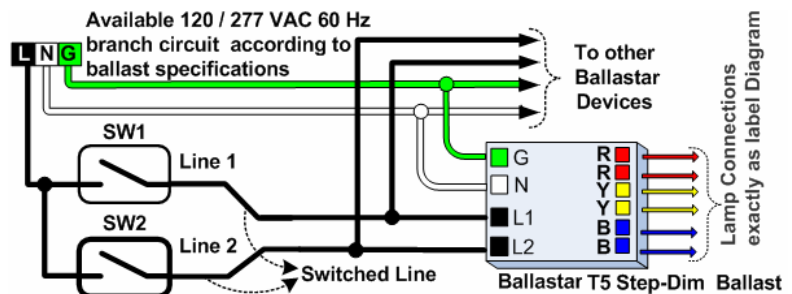 Available 120 / 277 VAC 60 Hz
branch circuit according to
ballast specifications
L N G
To other
Ballastar
Devices
SW1
Line 1
SW2
Line 2
Switched Line
G
N
L1
L2
R
R
Y
Y
B
B
Lamp Connections
exactly as label Diagram
Ballastar T5 Step-Dim Ballast